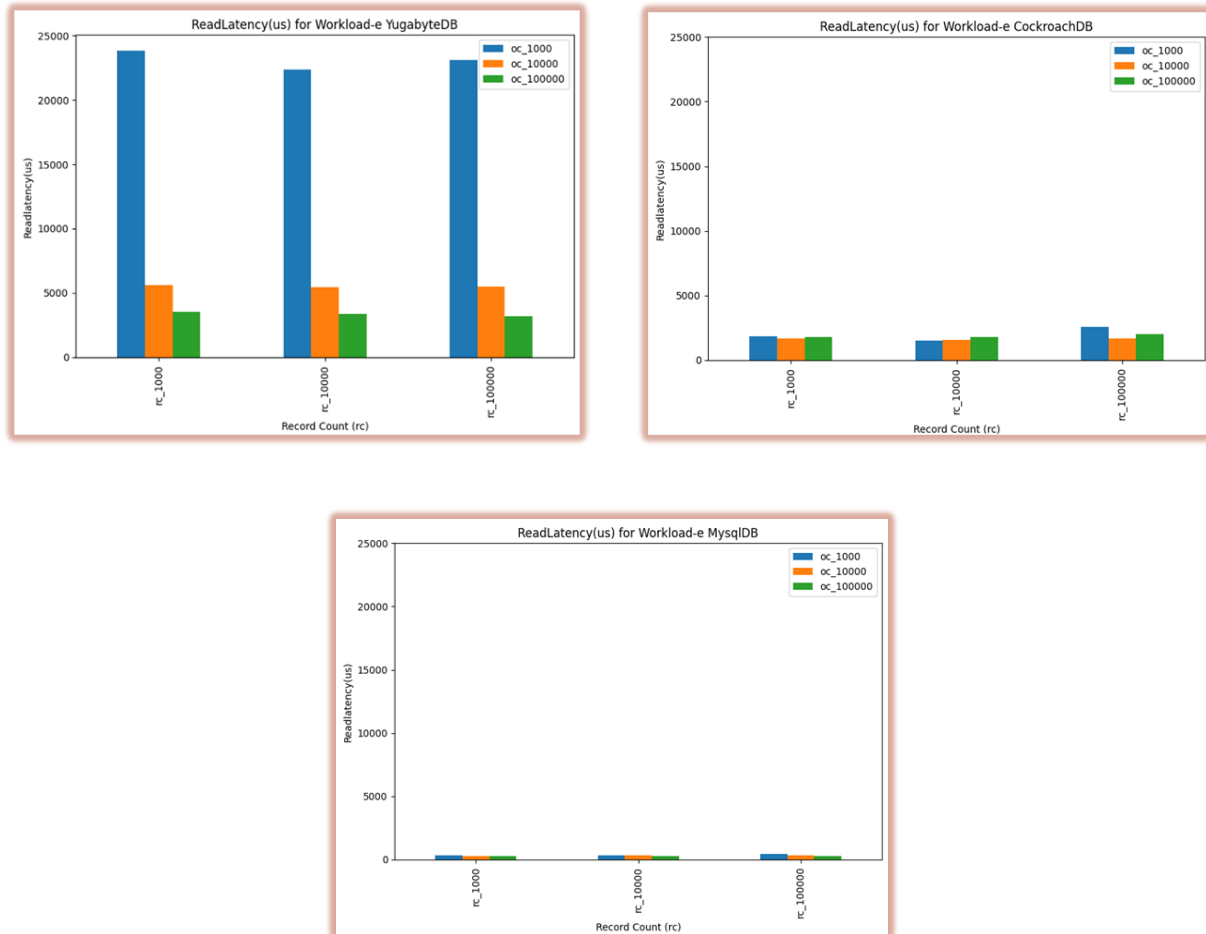 ReadLatency(us) for Workload-e YugabyteDB
25000
20000
15000
10000
5000
0
Readlatency(us)
oc_1000
oc_10000
oc_100000
rc_1000
rc_10000
rc_100000
Record Count (rc)
ReadLatency(us) for Workload-e CockroachDB
25000
20000
15000
10000
5000
0
Readlatency(us)
oc_1000
oc_10000
oc_100000
rc_1000
rc_10000
rc_100000
Record Count (rc)
ReadLatency(us) for Workload-e MysqlDB
25000
20000
15000
10000
5000
0
Readlatency(us)
oc_1000
oc_10000
oc_100000
rc_1000
rc_10000
rc_100000
Record Count (rc)